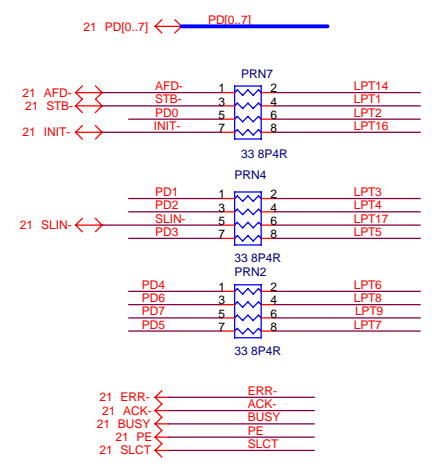 21 PD[0..7] PD[0..7]
PRN7
21 AFD- AFD- 1 2 LPT14
21 STB- STB- 3 4 LPT1
PD0 5 6 LPT2
21 INIT- INIT- 7 8 LPT16
33 8P4R
PRN4
PD1 1 2 LPT3
PD2 3 4 LPT4
21 SLIN- SLIN- 5 6 LPT17
PD3 7 8 LPT5
33 8P4R
PRN2
PD4 1 2 LPT6
PD6 3 4 LPT8
PD7 5 6 LPT9
PD5 7 8 LPT7
33 8P4R
21 ERR- ERR-
21 ACK- ACK-
21 BUSY BUSY
21 PE PE
21 SLCT SLCT